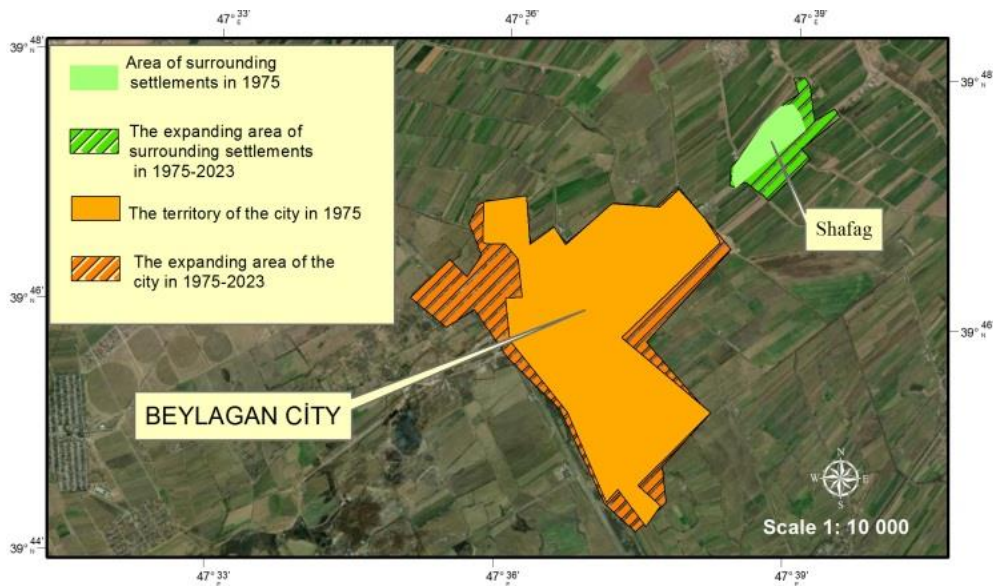 47° 33' E
47° 36' E
47° 39' E
39° 48' N
39° 48' N
Area of surrounding
settlements in 1975
The expanding area of
surrounding settlements
in 1975-2023
The territory of the city in 1975
The expanding area of the
city in 1975-2023
Shafag
39° 46' N
39° 46' N
BEYLAGAN CİTY
N
W E
S
Scale 1: 10 000
39° 44' N
39° 44' N
47° 33' E
47° 36' E
47° 39' E